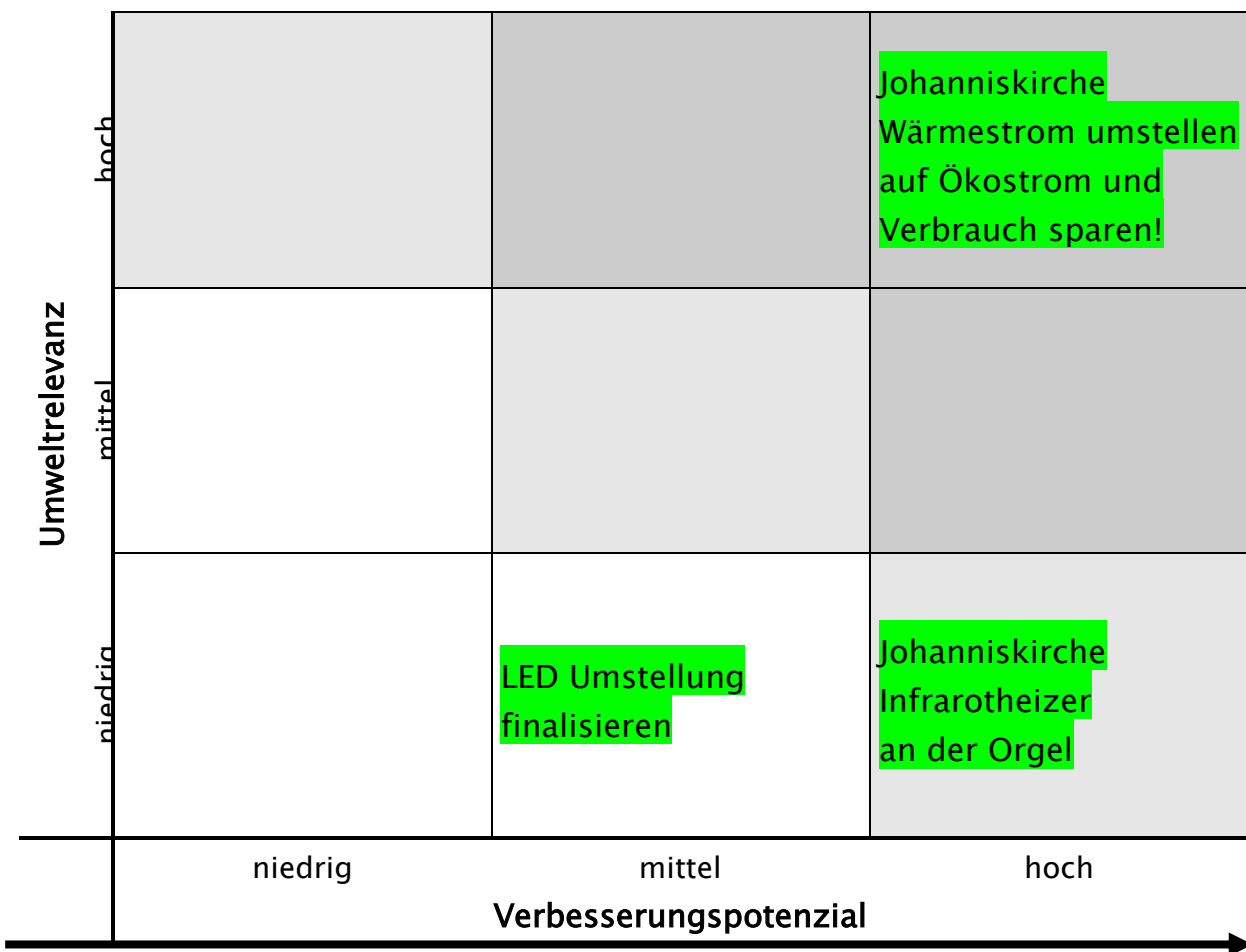 hoch
Johanniskirche
Wärmestrom umstellen
auf Ökostrom und
Verbrauch sparen!
Umweltrelevanz
mittel
niedrig
LED Umstellung
finalisieren
Johanniskirche
Infrarotheizer
an der Orgel
niedrig
mittel
hoch
Verbesserungspotenzial